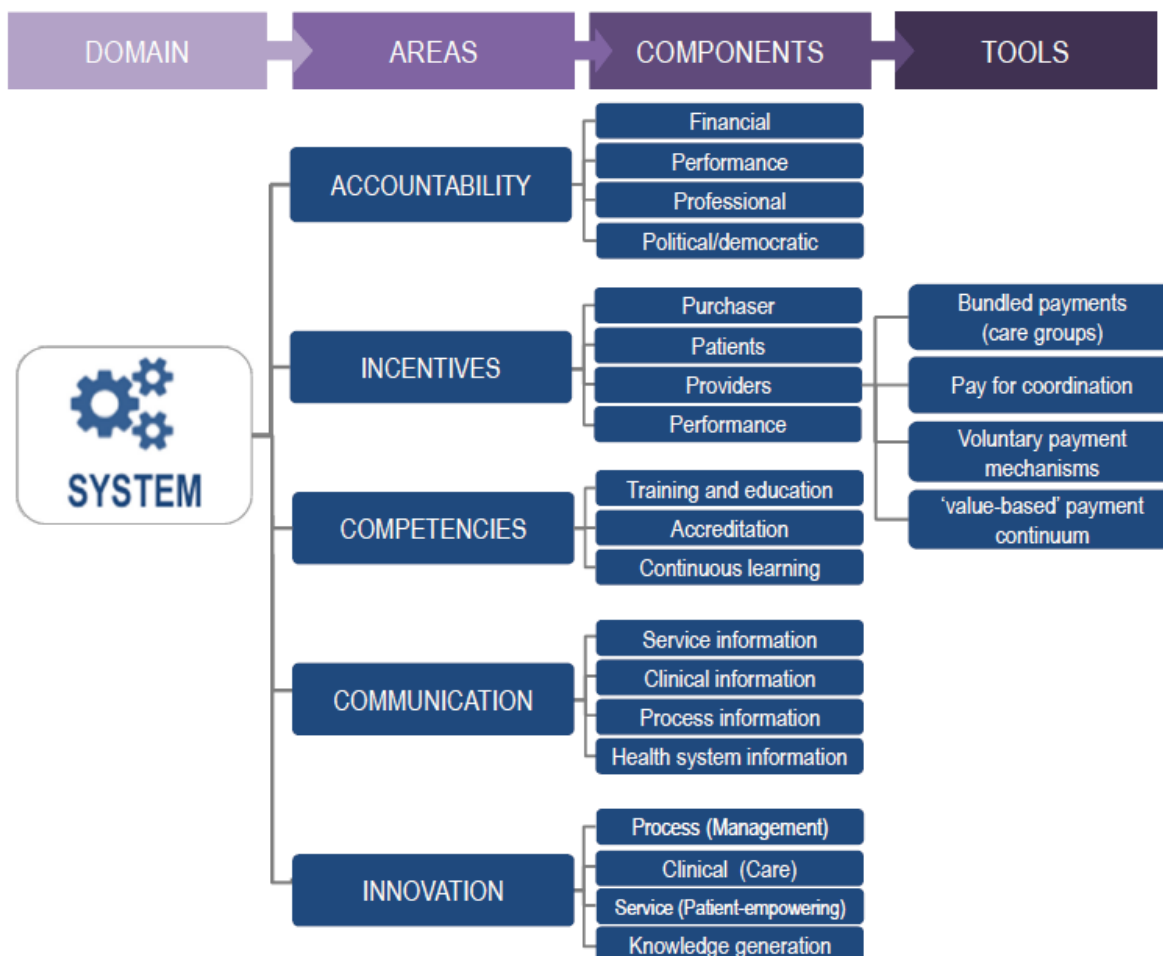 DOMAIN
AREAS
COMPONENTS
TOOLS
SYSTEM
ACCOUNTABILITY
Financial
Performance
Professional
Political/democratic
INCENTIVES
Purchaser
Patients
Providers
Performance
Bundled payments
(care groups)
Pay for coordination
Voluntary payment
mechanisms
‘value-based’ payment
continuum
COMPETENCIES
Training and education
Accreditation
Continuous learning
COMMUNICATION
Service information
Clinical information
Process information
Health system information
INNOVATION
Process (Management)
Clinical (Care)
Service (Patient-empowering)
Knowledge generation